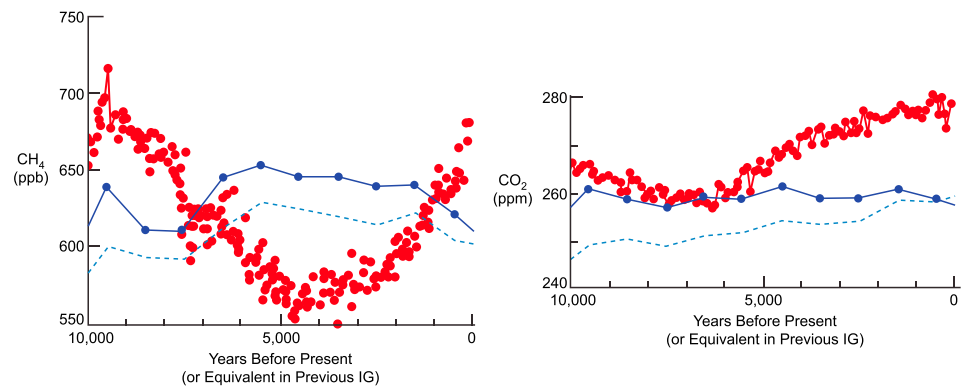 750
700
650
600
550
CH4
(ppb)
10,000
5,000
0
Years Before Present
(or Equivalent in Previous IG)
280
260
240
CO2
(ppm)
10,000
5,000
0
Years Before Present
(or Equivalent in Previous IG)